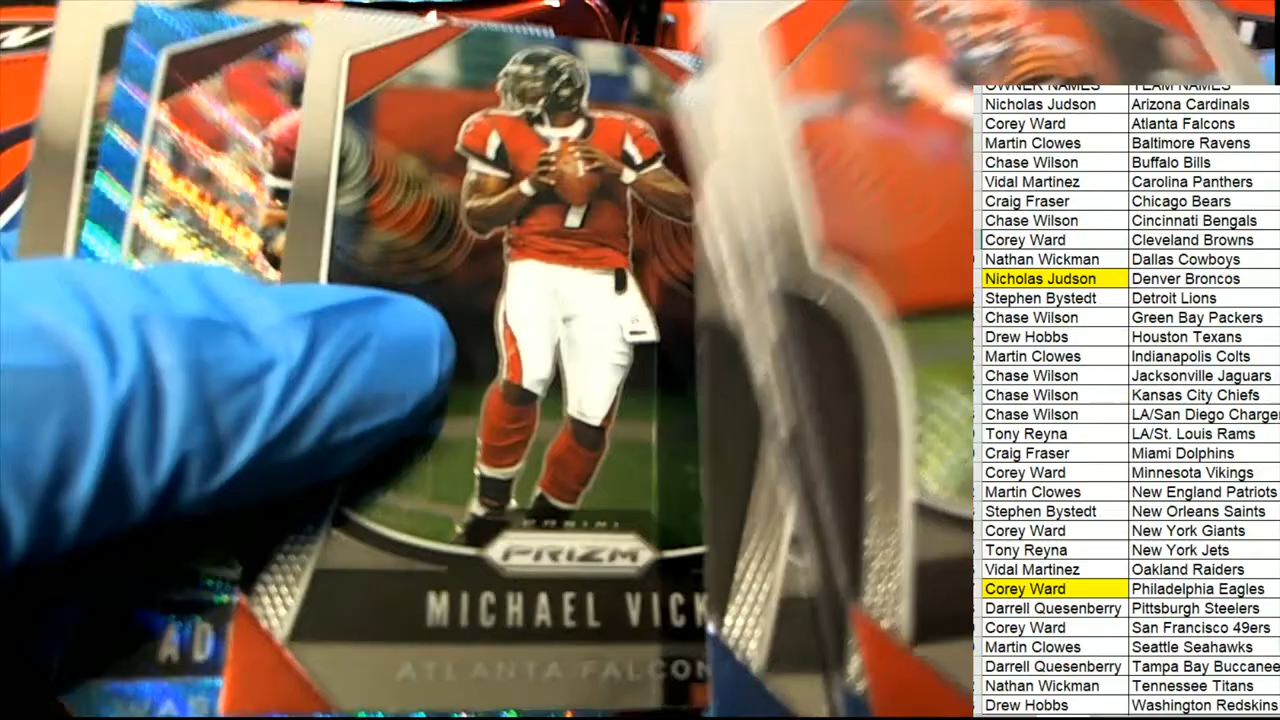 OWNER NAMES TEAM NAMES
Nicholas Judson Arizona Cardinals
Corey Ward Atlanta Falcons
Martin Clowes Baltimore Ravens
Chase Wilson Buffalo Bills
Vidal Martinez Carolina Panthers
Craig Fraser Chicago Bears
Chase Wilson Cincinnati Bengals
Corey Ward Cleveland Browns
Nathan Wickman Dallas Cowboys
Nicholas Judson Denver Broncos
Stephen Bystedt Detroit Lions
Chase Wilson Green Bay Packers
Drew Hobbs Houston Texans
Martin Clowes Indianapolis Colts
Chase Wilson Jacksonville Jaguars
Chase Wilson Kansas City Chiefs
Chase Wilson LA/San Diego Charge
Tony Reyna LA/St. Louis Rams
Craig Fraser Miami Dolphins
Corey Ward Minnesota Vikings
Martin Clowes New England Patriots
Stephen Bystedt New Orleans Saints
Corey Ward New York Giants
Tony Reyna New York Jets
Vidal Martinez Oakland Raiders
Corey Ward Philadelphia Eagles
Darrell Quesenberry Pittsburgh Steelers
Corey Ward San Francisco 49ers
Martin Clowes Seattle Seahawks
Darrell Quesenberry Tampa Bay Buccanee
Nathan Wickman Tennessee Titans
Drew Hobbs Washington Redskins
PANINI
PRIZM
MICHAEL VICK
ATLANTA FALCON
AD